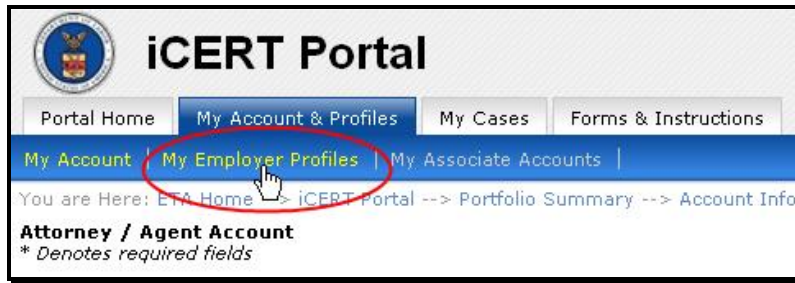 iCERT Portal
Portal Home My Account & Profiles My Cases Forms & Instructions
My Account | My Employer Profiles | My Associate Accounts |
You are Here: ETA Home --> iCERT Portal --> Portfolio Summary --> Account Info
Attorney / Agent Account
* Denotes required fields